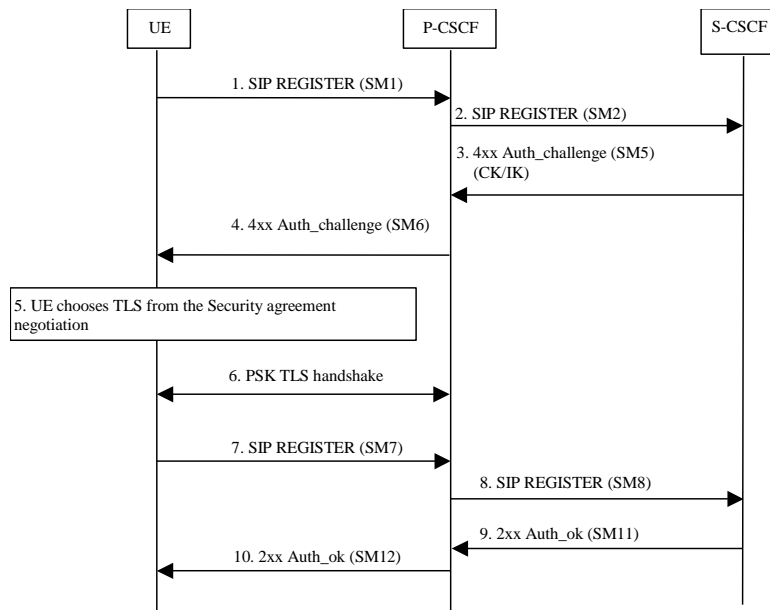 UE
P-CSCF
S-CSCF
1. SIP REGISTER (SM1)
2. SIP REGISTER (SM2)
3. 4xx Auth_challenge (SM5)
(CK/IK)
4. 4xx Auth_challenge (SM6)
5. UE chooses TLS from the Security agreement
negotiation
6. PSK TLS handshake
7. SIP REGISTER (SM7)
8. SIP REGISTER (SM8)
9. 2xx Auth_ok (SM11)
10. 2xx Auth_ok (SM12)